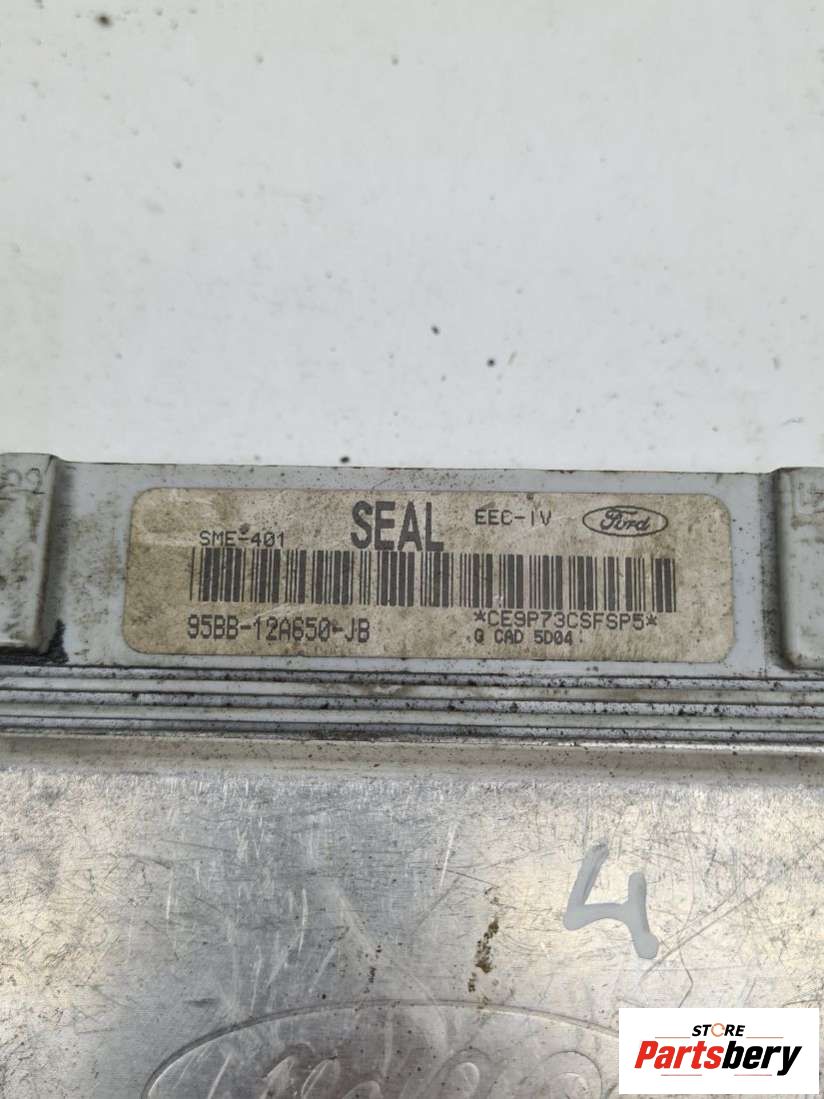 SME-401
SEAL
EEC-IV
Ford
95BB-12A650-JB
*CE9P73CSFSP5*
Q CAD 5D04
4
STORE
Partsbery